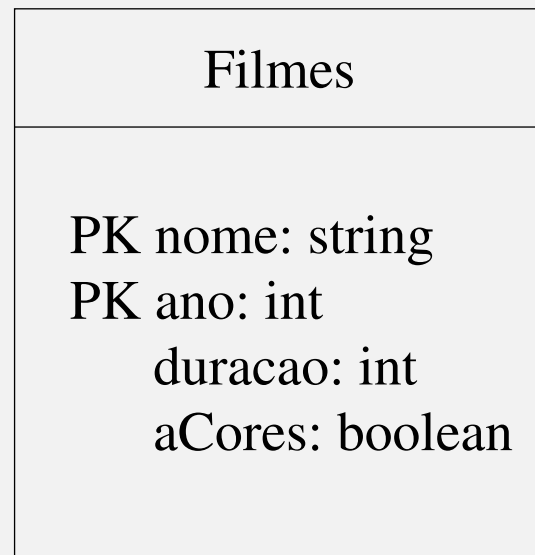 Filmes
PK nome: string
PK ano: int
duracao: int
aCores: boolean